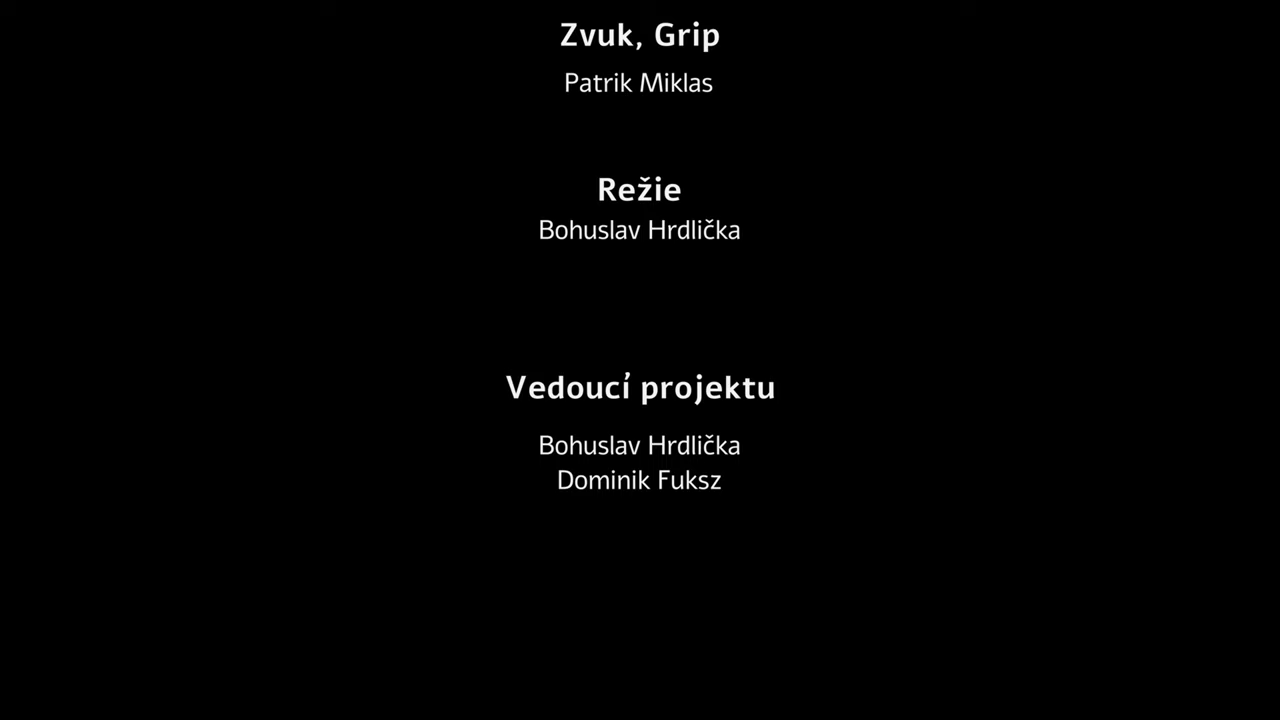 Zvuk, Grip
Patrik Miklas
Režie
Bohuslav Hrdlička
Vedoucí projektu
Bohuslav Hrdlička
Dominik Fuksz